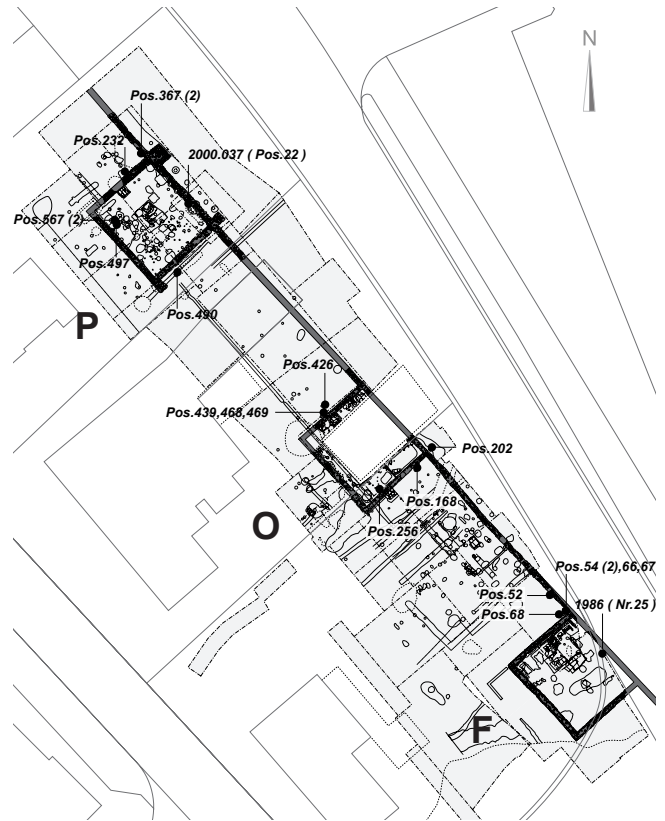 N
Pos.367 (2)
Pos.232
2000.037 ( Pos.22 )
Pos.567 (2)
Pos.497
P
Pos.490
Pos.426
Pos.439,468,469
Pos.202
Pos.168
O
Pos.256
Pos.54 (2),66,67
Pos.52
1986 ( Nr.25 )
Pos.68
F